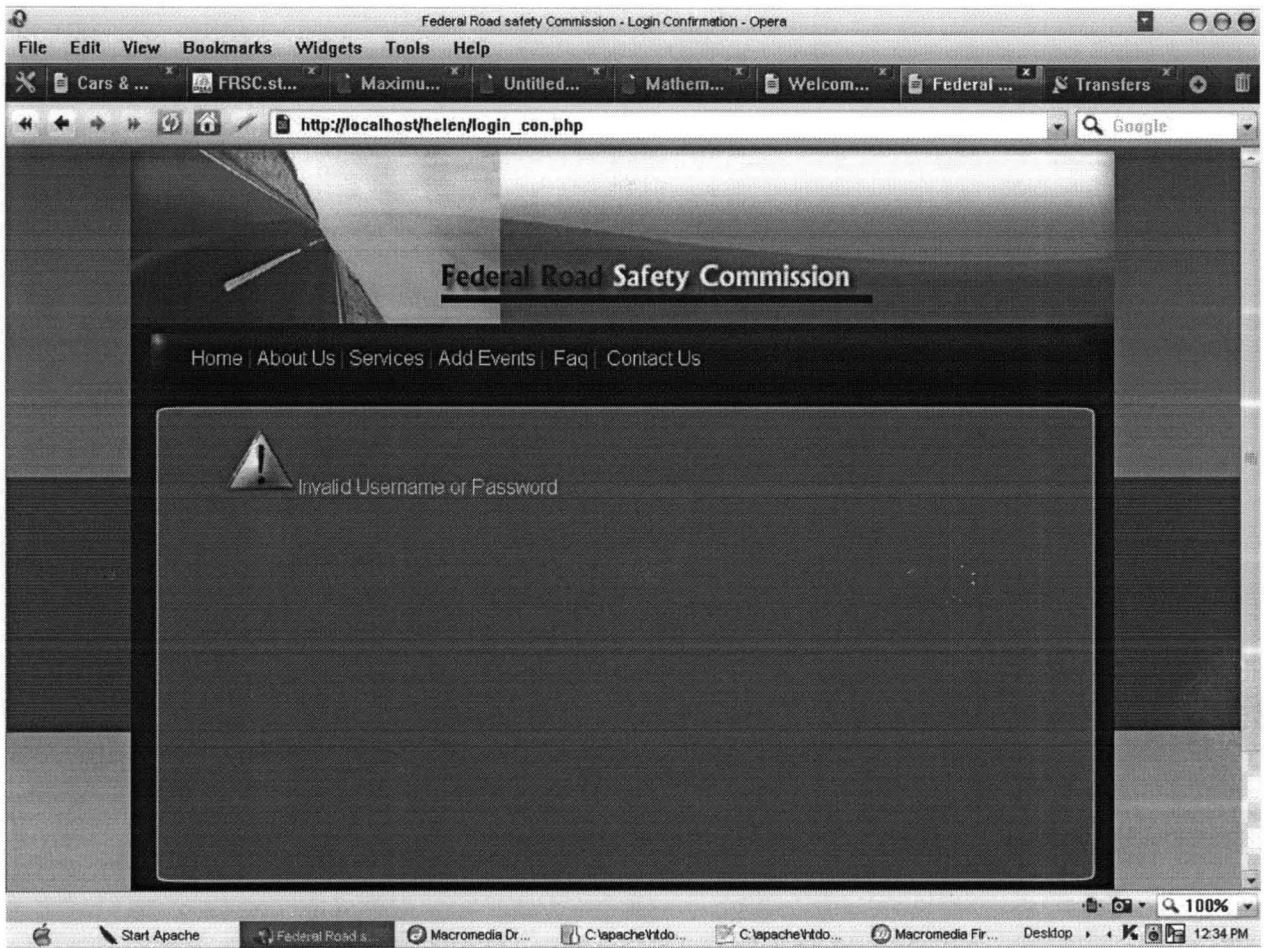 Federal Road safety Commission - Login Confirmation - Opera
File Edit View Bookmarks Widgets Tools Help
Cars & ... FRSC.st... Maximu... Untitled... Mathem... Welcom... Federal ... Transfers
http://localhost/helen/login_con.php Google
Federal Road Safety Commission
Home | About Us | Services | Add Events | Faq | Contact Us
Invalid Username or Password
100%
Start Apache Federal Road s... Macromedia Dr... C:\apache\htdo... C:\apache\htdo... Macromedia Fir... Desktop 12:34 PM